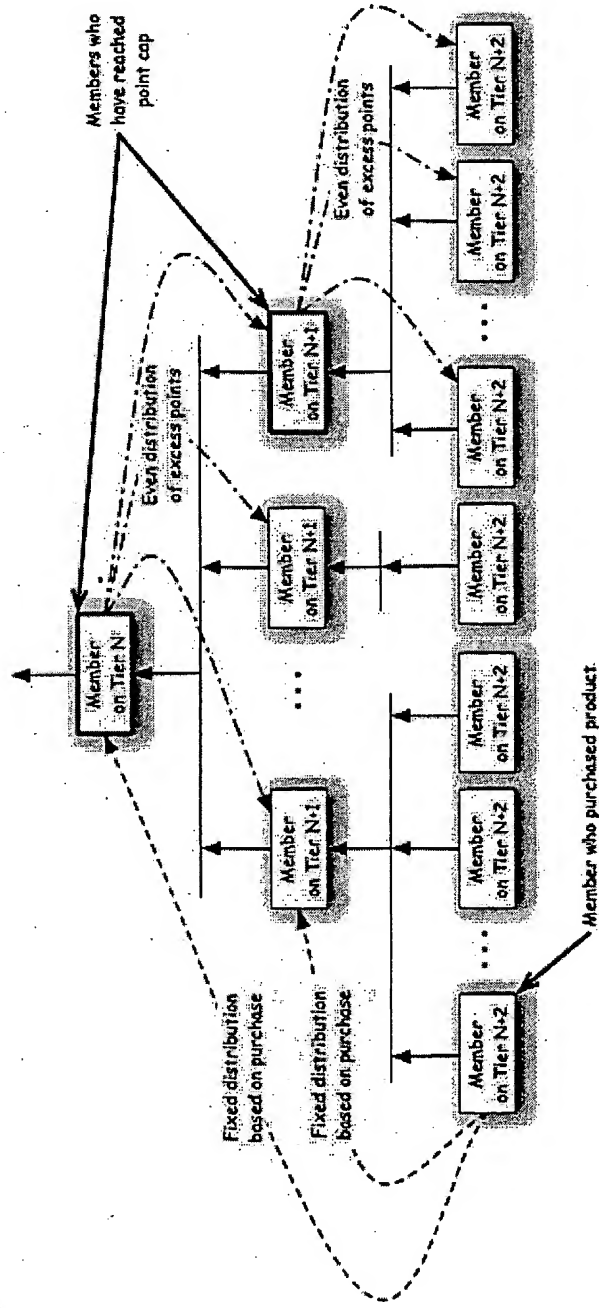 Members who
have reached
point cap
Member
on Tier N
Even distribution
of excess points
Fixed distribution
based on purchase
Member
on Tier N+1
Member
on Tier N+1
Member
on Tier N+1
Fixed distribution
based on purchase
Even distribution
of excess points
Member
on Tier N+2
Member
on Tier N+2
Member
on Tier N+2
Member
on Tier N+2
Member
on Tier N+2
Member
on Tier N+2
Member
on Tier N+2
Member who purchased product